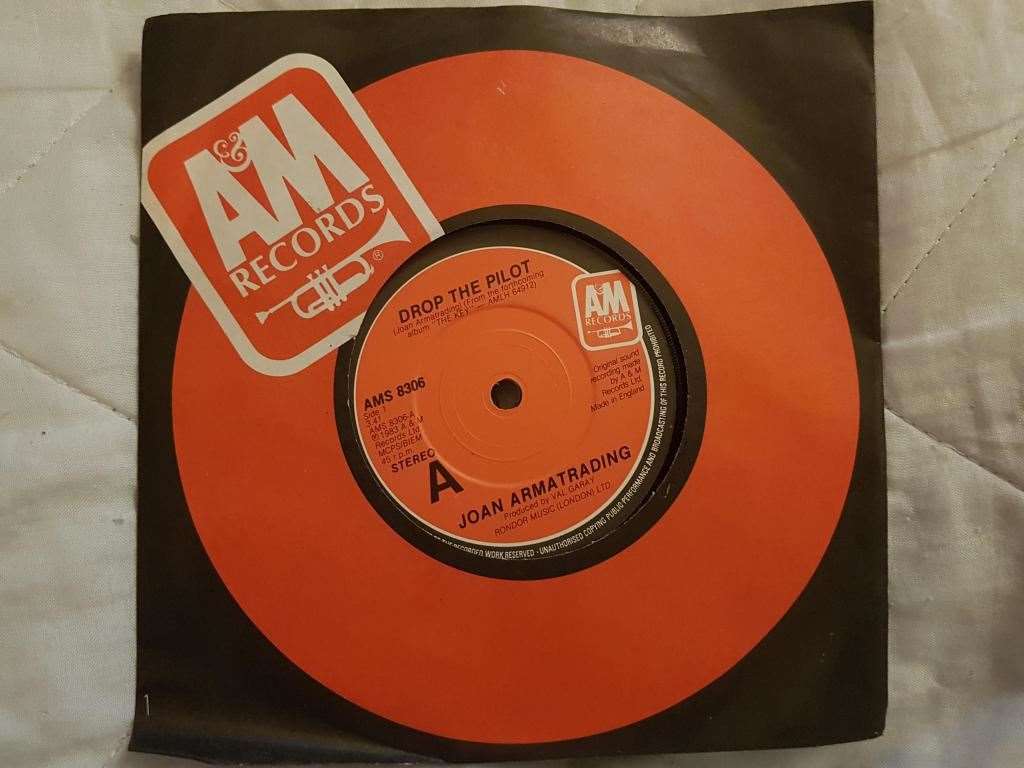 A&M
RECORDS
®
DROP THE PILOT
(Joan Armatrading) (From the forthcoming
album "THE KEY" — AMLH 64912)
A&M
RECORDS
AMS 8306
Side 1
3.41
AMS 8306-A
℗ 1983 A & M
Records Ltd.
MCPS/BIEM
45 r.p.m.
STEREO
A
Original sound
recording made
by A & M
Records Ltd.
Made in England
JOAN ARMATRADING
Produced by VAL GARAY
RONDOR MUSIC (LONDON) LTD
THE RECORDED WORK RESERVED - UNAUTHORISED COPYING PUBLIC PERFORMANCE AND BROADCASTING OF THIS RECORD PROHIBITED
1